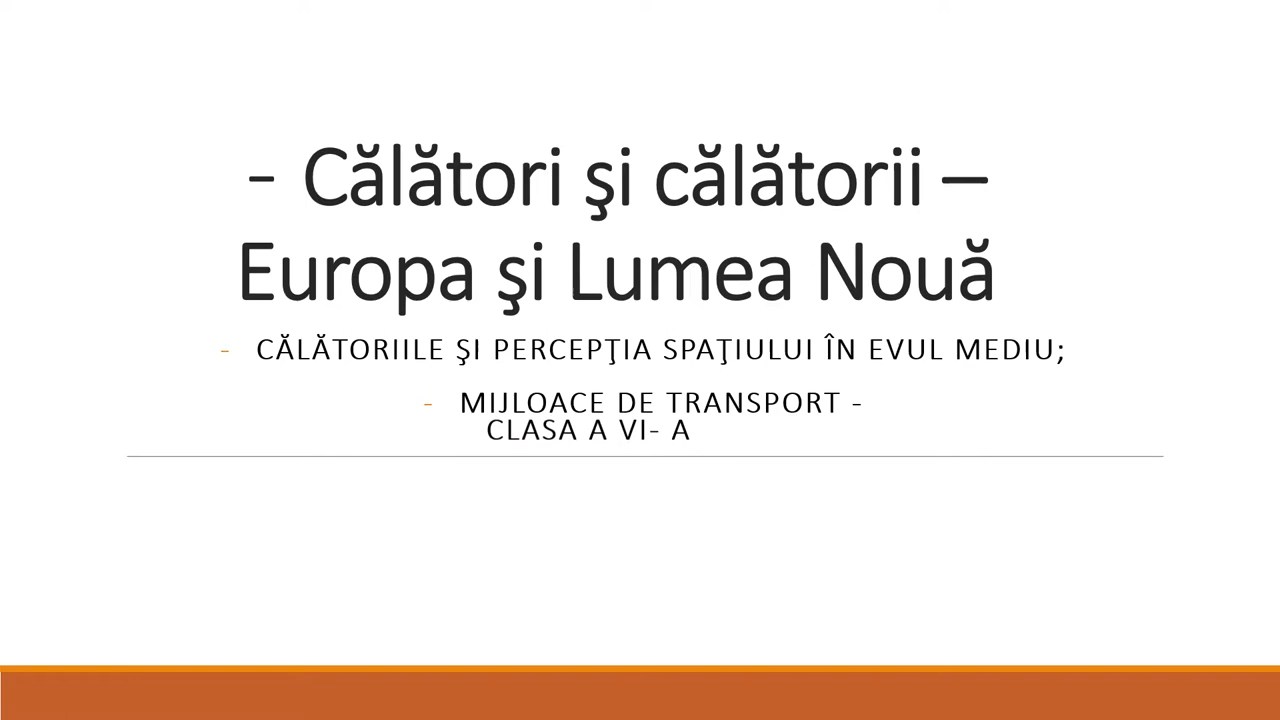 - Călători şi călătorii –
Europa şi Lumea Nouă
- CĂLĂTORIILE ŞI PERCEPŢIA SPAŢIULUI ÎN EVUL MEDIU;
- MIJLOACE DE TRANSPORT -
CLASA A VI- A